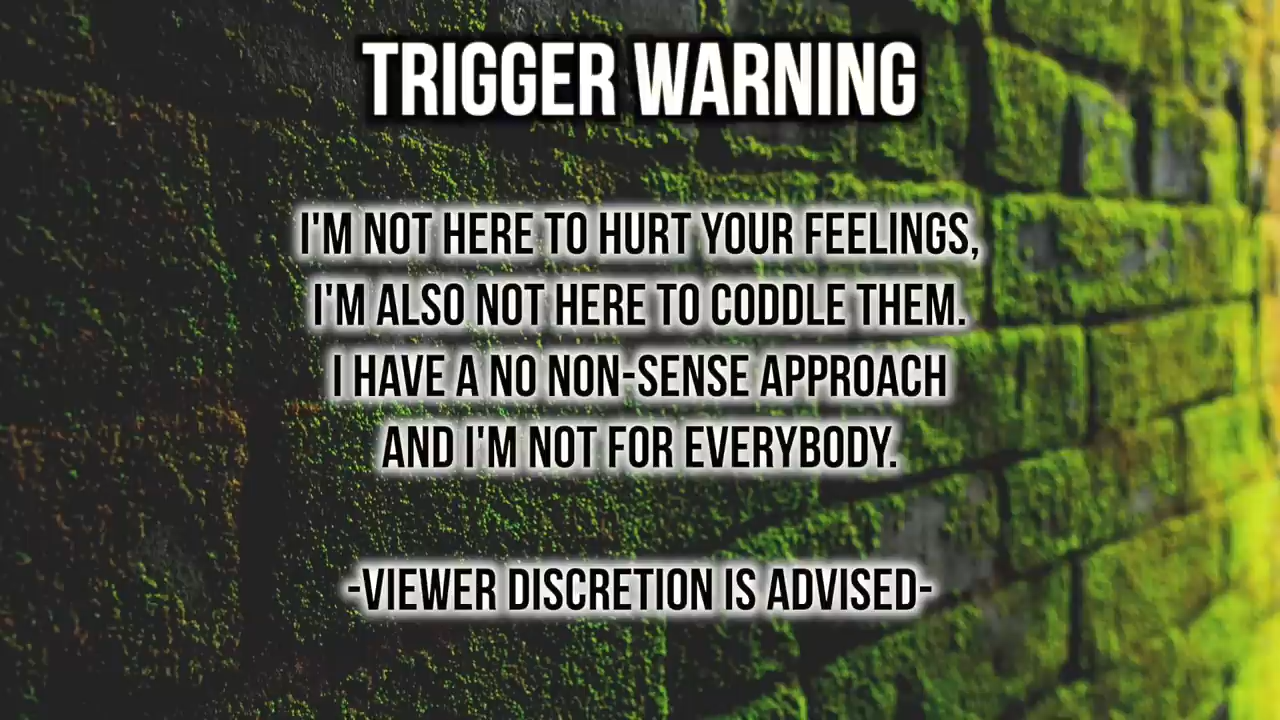 TRIGGER WARNING
I'M NOT HERE TO HURT YOUR FEELINGS,
I'M ALSO NOT HERE TO CODDLE THEM.
I HAVE A NO NON-SENSE APPROACH
AND I'M NOT FOR EVERYBODY.
-VIEWER DISCRETION IS ADVISED-